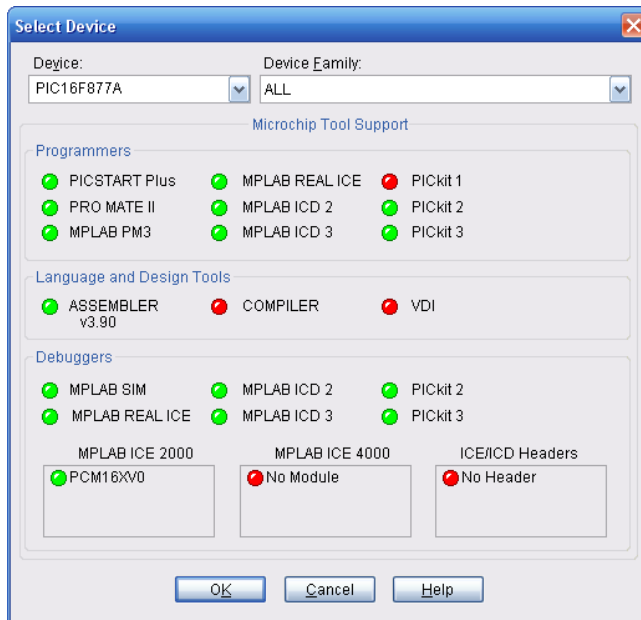 Select Device
Device: Device Family:
PIC16F877A ALL
Microchip Tool Support
Programmers
PICSTART Plus MPLAB REAL ICE PICkit 1
PRO MATE II MPLAB ICD 2 PICkit 2
MPLAB PM3 MPLAB ICD 3 PICkit 3
Language and Design Tools
ASSEMBLER COMPILER VDI
v3.90
Debuggers
MPLAB SIM MPLAB ICD 2 PICkit 2
MPLAB REAL ICE MPLAB ICD 3 PICkit 3
MPLAB ICE 2000 MPLAB ICE 4000 ICE/ICD Headers
PCM16XV0 No Module No Header
OK Cancel Help